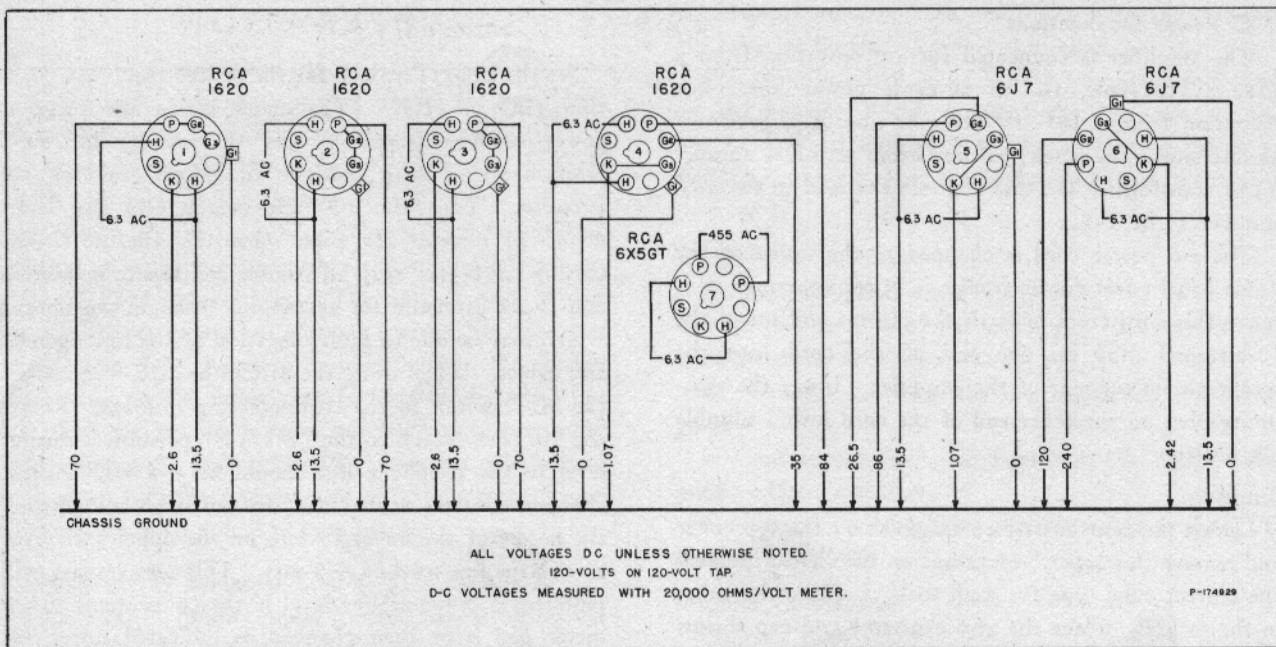 RCA 1620
RCA 1620
RCA 1620
RCA 1620
RCA 6J7
RCA 6J7
P G2 G3 G1 H S K H 1
6.3 AC
H P S G2 G3 K H G1 2
6.3 AC
H P S G2 G3 K H G1 3
6.3 AC
6.3 AC
H P S G2 K G3 H G1 4
P G2 H G3 S K H G1 5
6.3 AC
G1 G3 H G2 K P H S 6
6.3 AC
RCA 6X5GT
455 AC
P H P S K H 7
6.3 AC
70
2.6
13.5
0
2.6
13.5
0
70
2.6
13.5
0
70
13.5
0
1.07
35
84
26.5
86
13.5
1.07
0
120
240
2.42
13.5
0
CHASSIS GROUND
ALL VOLTAGES DC UNLESS OTHERWISE NOTED.
120-VOLTS ON 120-VOLT TAP.
D-C VOLTAGES MEASURED WITH 20,000 OHMS/VOLT METER.
P-174929